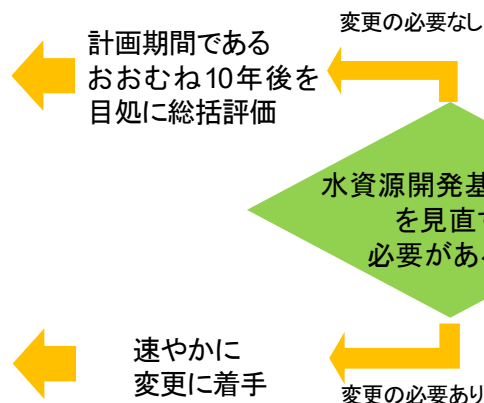 変更の必要なし
計画期間である
おおむね10年後を
目処に総括評価
水資源開発基
を見直
必要があ
速やかに
変更に着手
変更の必要あり